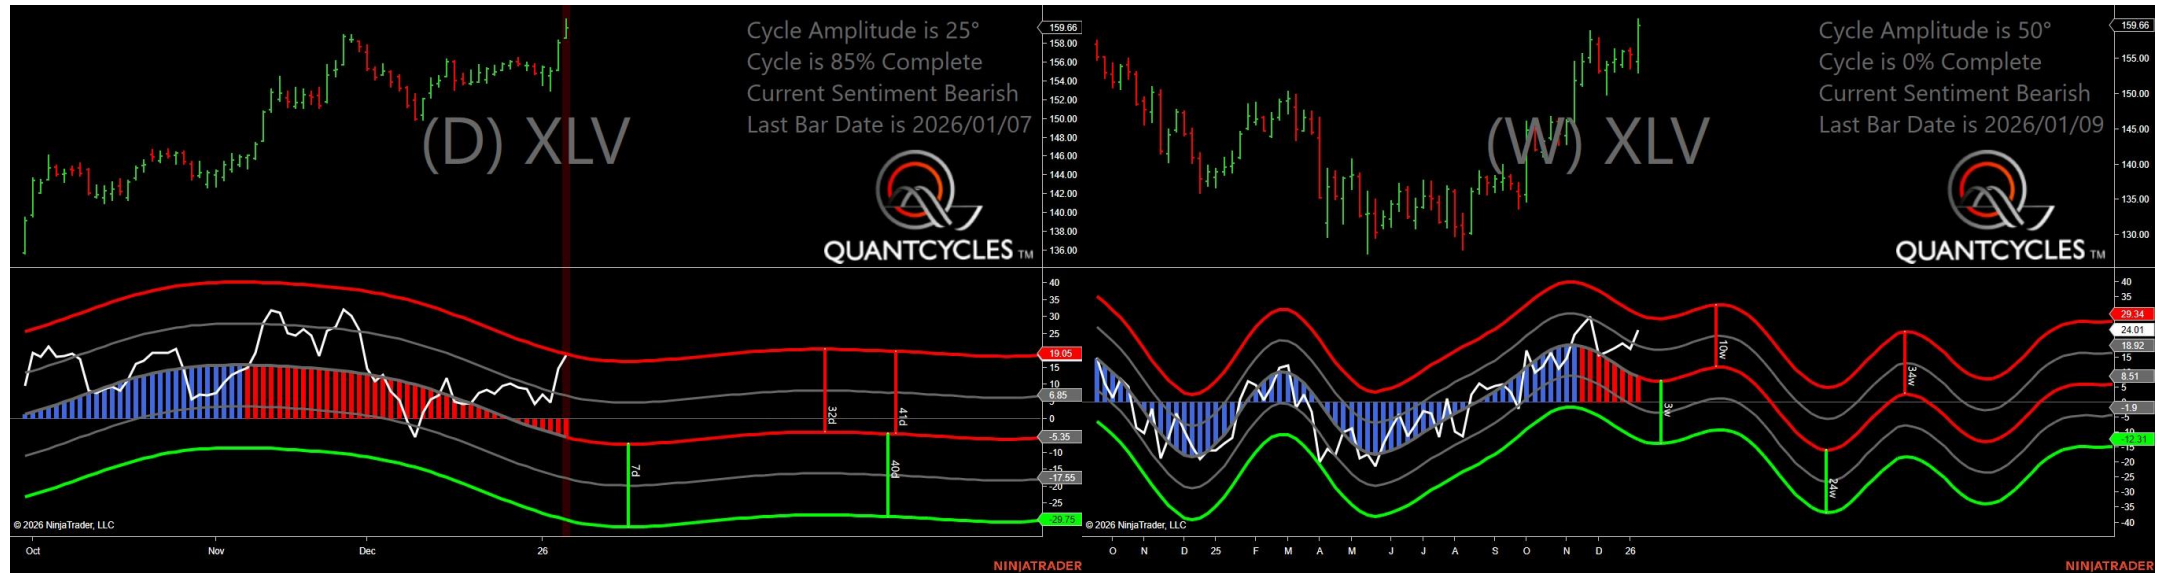 Cycle Amplitude is 25°
Cycle is 85% Complete
Current Sentiment Bearish
Last Bar Date is 2026/01/07
(D) XLV
QUANTCYCLES TM
159.66
158.00
156.00
154.00
152.00
150.00
148.00
146.00
144.00
142.00
140.00
138.00
136.00
40
35
30
25
19.05
15
10
6.85
5
0
-5.35
-10
-17.55
-20
-25
-29.75
32d
41d
7d
40d
© 2026 NinjaTrader, LLC
Oct
Nov
Dec
26
NINJATRADER
Cycle Amplitude is 50°
Cycle is 0% Complete
Current Sentiment Bearish
Last Bar Date is 2026/01/09
(W) XLV
QUANTCYCLES TM
159.66
155.00
150.00
145.00
140.00
135.00
130.00
40
35
29.34
24.01
18.92
15
8.51
5
-1.9
-5
-12.31
-15
-20
-25
-30
-35
-40
10w
34w
3w
24w
© 2026 NinjaTrader, LLC
O N D 25 F M A M J J A S O N D 26
NINJATRADER